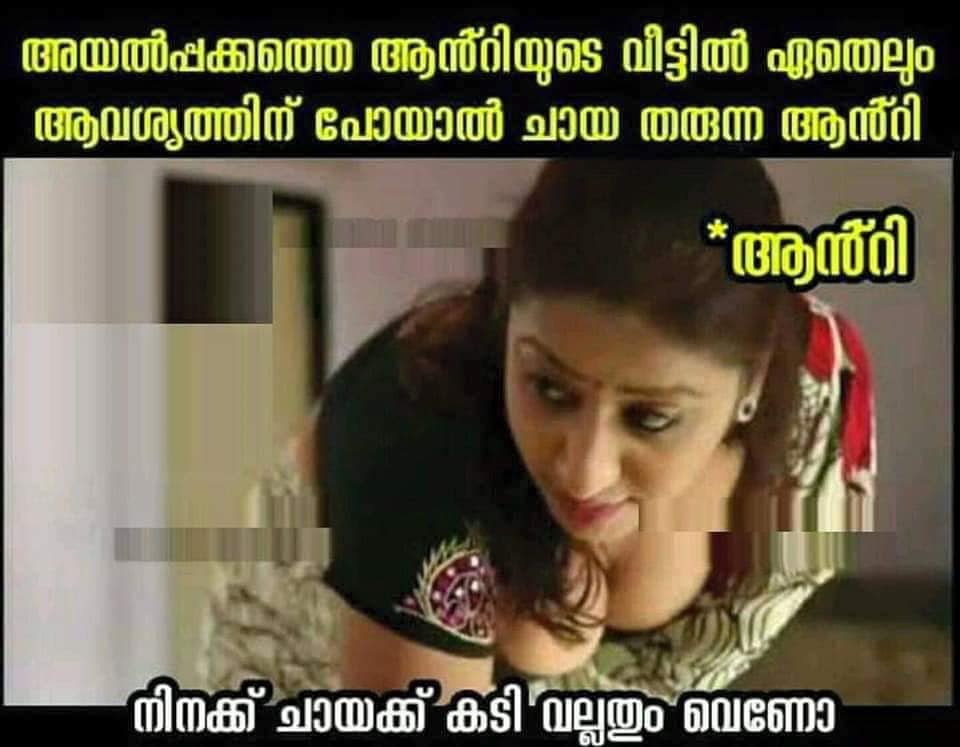 അയൽപ്പക്കത്തെ ആൻ്റിയുടെ വീട്ടിൽ ഏതെലും
ആവശ്യത്തിന് പോയാൽ ചായ തരുന്ന ആൻ്റി
*ആൻ്റി
നിനക്ക് ചായക്ക് കടി വല്ലതും വെണോ